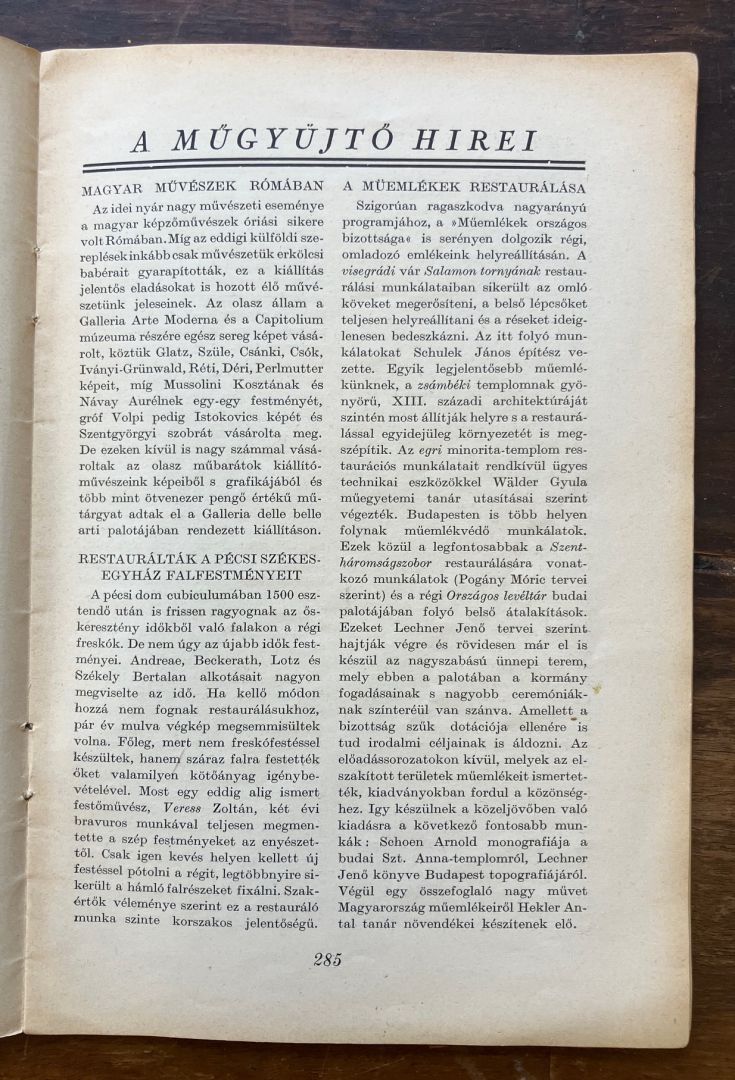 A MŰGYÜJTŐ HIREI
MAGYAR MŰVÉSZEK RÓMÁBAN
Az idei nyár nagy művészeti eseménye
a magyar képzőművészek óriási sikere
volt Rómában. Míg az eddigi külföldi sze-
replések inkább csak művészetük erkölcsi
babérait gyarapították, ez a kiállítás
jelentős eladásokat is hozott élő művé-
szetünk jeleseinek. Az olasz állam a
Galleria Arte Moderna és a Capitolium
múzeuma részére egész sereg képet vásá-
rolt, köztük Glatz, Szüle, Csánki, Csók,
Iványi-Grünwald, Réti, Déri, Perlmutter
képeit, míg Mussolini Kosztának és
Návay Aurélnek egy-egy festményét,
gróf Volpi pedig Istokovics képét és
Szentgyörgyi szobrát vásárolta meg.
De ezeken kívül is nagy számmal vásá-
roltak az olasz műbarátok kiállító-
művészeink képeiből s grafikájából és
több mint ötvenezer pengő értékű mű-
tárgyat adtak el a Galleria delle belle
arti palotájában rendezett kiállításon.
RESTAURÁLTÁK A PÉCSI SZÉKES-
EGYHÁZ FALFESTMÉNYEIT
A pécsi dom cubiculumában 1500 esz-
tendő után is frissen ragyognak az ős-
keresztény időkből való falakon a régi
freskók. De nem úgy az újabb idők fest-
ményei. Andreae, Beckerath, Lotz és
Székely Bertalan alkotásait nagyon
megviselte az idő. Ha kellő módon
hozzá nem fognak restaurálásukhoz,
pár év mulva végkép megsemmisültek
volna. Főleg, mert nem freskófestéssel
készültek, hanem száraz falra festették
őket valamilyen kötőányag igénybe-
vételével. Most egy eddig alig ismert
festőművész, Veress Zoltán, két évi
bravuros munkával teljesen megmen-
tette a szép festményeket az enyészet-
től. Csak igen kevés helyen kellett új
festéssel pótolni a régit, legtöbbnyire si-
került a hámló falrészeket fixálni. Szak-
értők véleménye szerint ez a restauráló
munka szinte korszakos jelentőségű.
A MÜEMLÉKEK RESTAURÁLÁSA
Szigorúan ragaszkodva nagyarányú
programjához, a »Műemlékek országos
bizottsága« is serényen dolgozik régi,
omladozó emlékeink helyreállításán. A
visegrádi vár Salamon tornyának restau-
rálási munkálataiban sikerült az omló
köveket megerősíteni, a belső lépcsőket
teljesen helyreállítani és a réseket ideig-
lenesen bedeszkázni. Az itt folyó mun-
kálatokat Schulek János építész ve-
zette. Egyik legjelentősebb műemlé-
künknek, a zsámbéki templomnak gyö-
nyörű, XIII. századi architektúráját
szintén most állítják helyre s a restaurá-
lással egyidejüleg környezetét is meg-
szépítik. Az egri minorita-templom res-
taurációs munkálatait rendkívül ügyes
technikai eszközökkel Wälder Gyula
műegyetemi tanár utasításai szerint
végezték. Budapesten is több helyen
folynak műemlékvédő munkálatok.
Ezek közül a legfontosabbak a Szent-
háromságszobor restaurálására vonat-
kozó munkálatok (Pogány Móric tervei
szerint) és a régi Országos levéltár budai
palotájában folyó belső átalakítások.
Ezeket Lechner Jenő tervei szerint
hajtják végre és rövidesen már el is
készül az nagyszabású ünnepi terem,
mely ebben a palotában a kormány
fogadásainak s nagyobb ceremóniák-
nak színteréül van szánva. Amellett a
bizottság szűk dotációja ellenére is
tud irodalmi céljainak is áldozni. Az
előadássorozatokon kívül, melyek az el-
szakított területek műemlékeit ismertet-
ték, kiadványokban fordul a közönség-
hez. Igy készülnek a közeljövőben való
kiadásra a következő fontosabb mun-
kák: Schoen Arnold monografiája a
budai Szt. Anna-templomról, Lechner
Jenő könyve Budapest topografiájáról.
Végül egy összefoglaló nagy művet
Magyarország műemlékeiről Hekler An-
tal tanár növendékei készítenek elő.
285